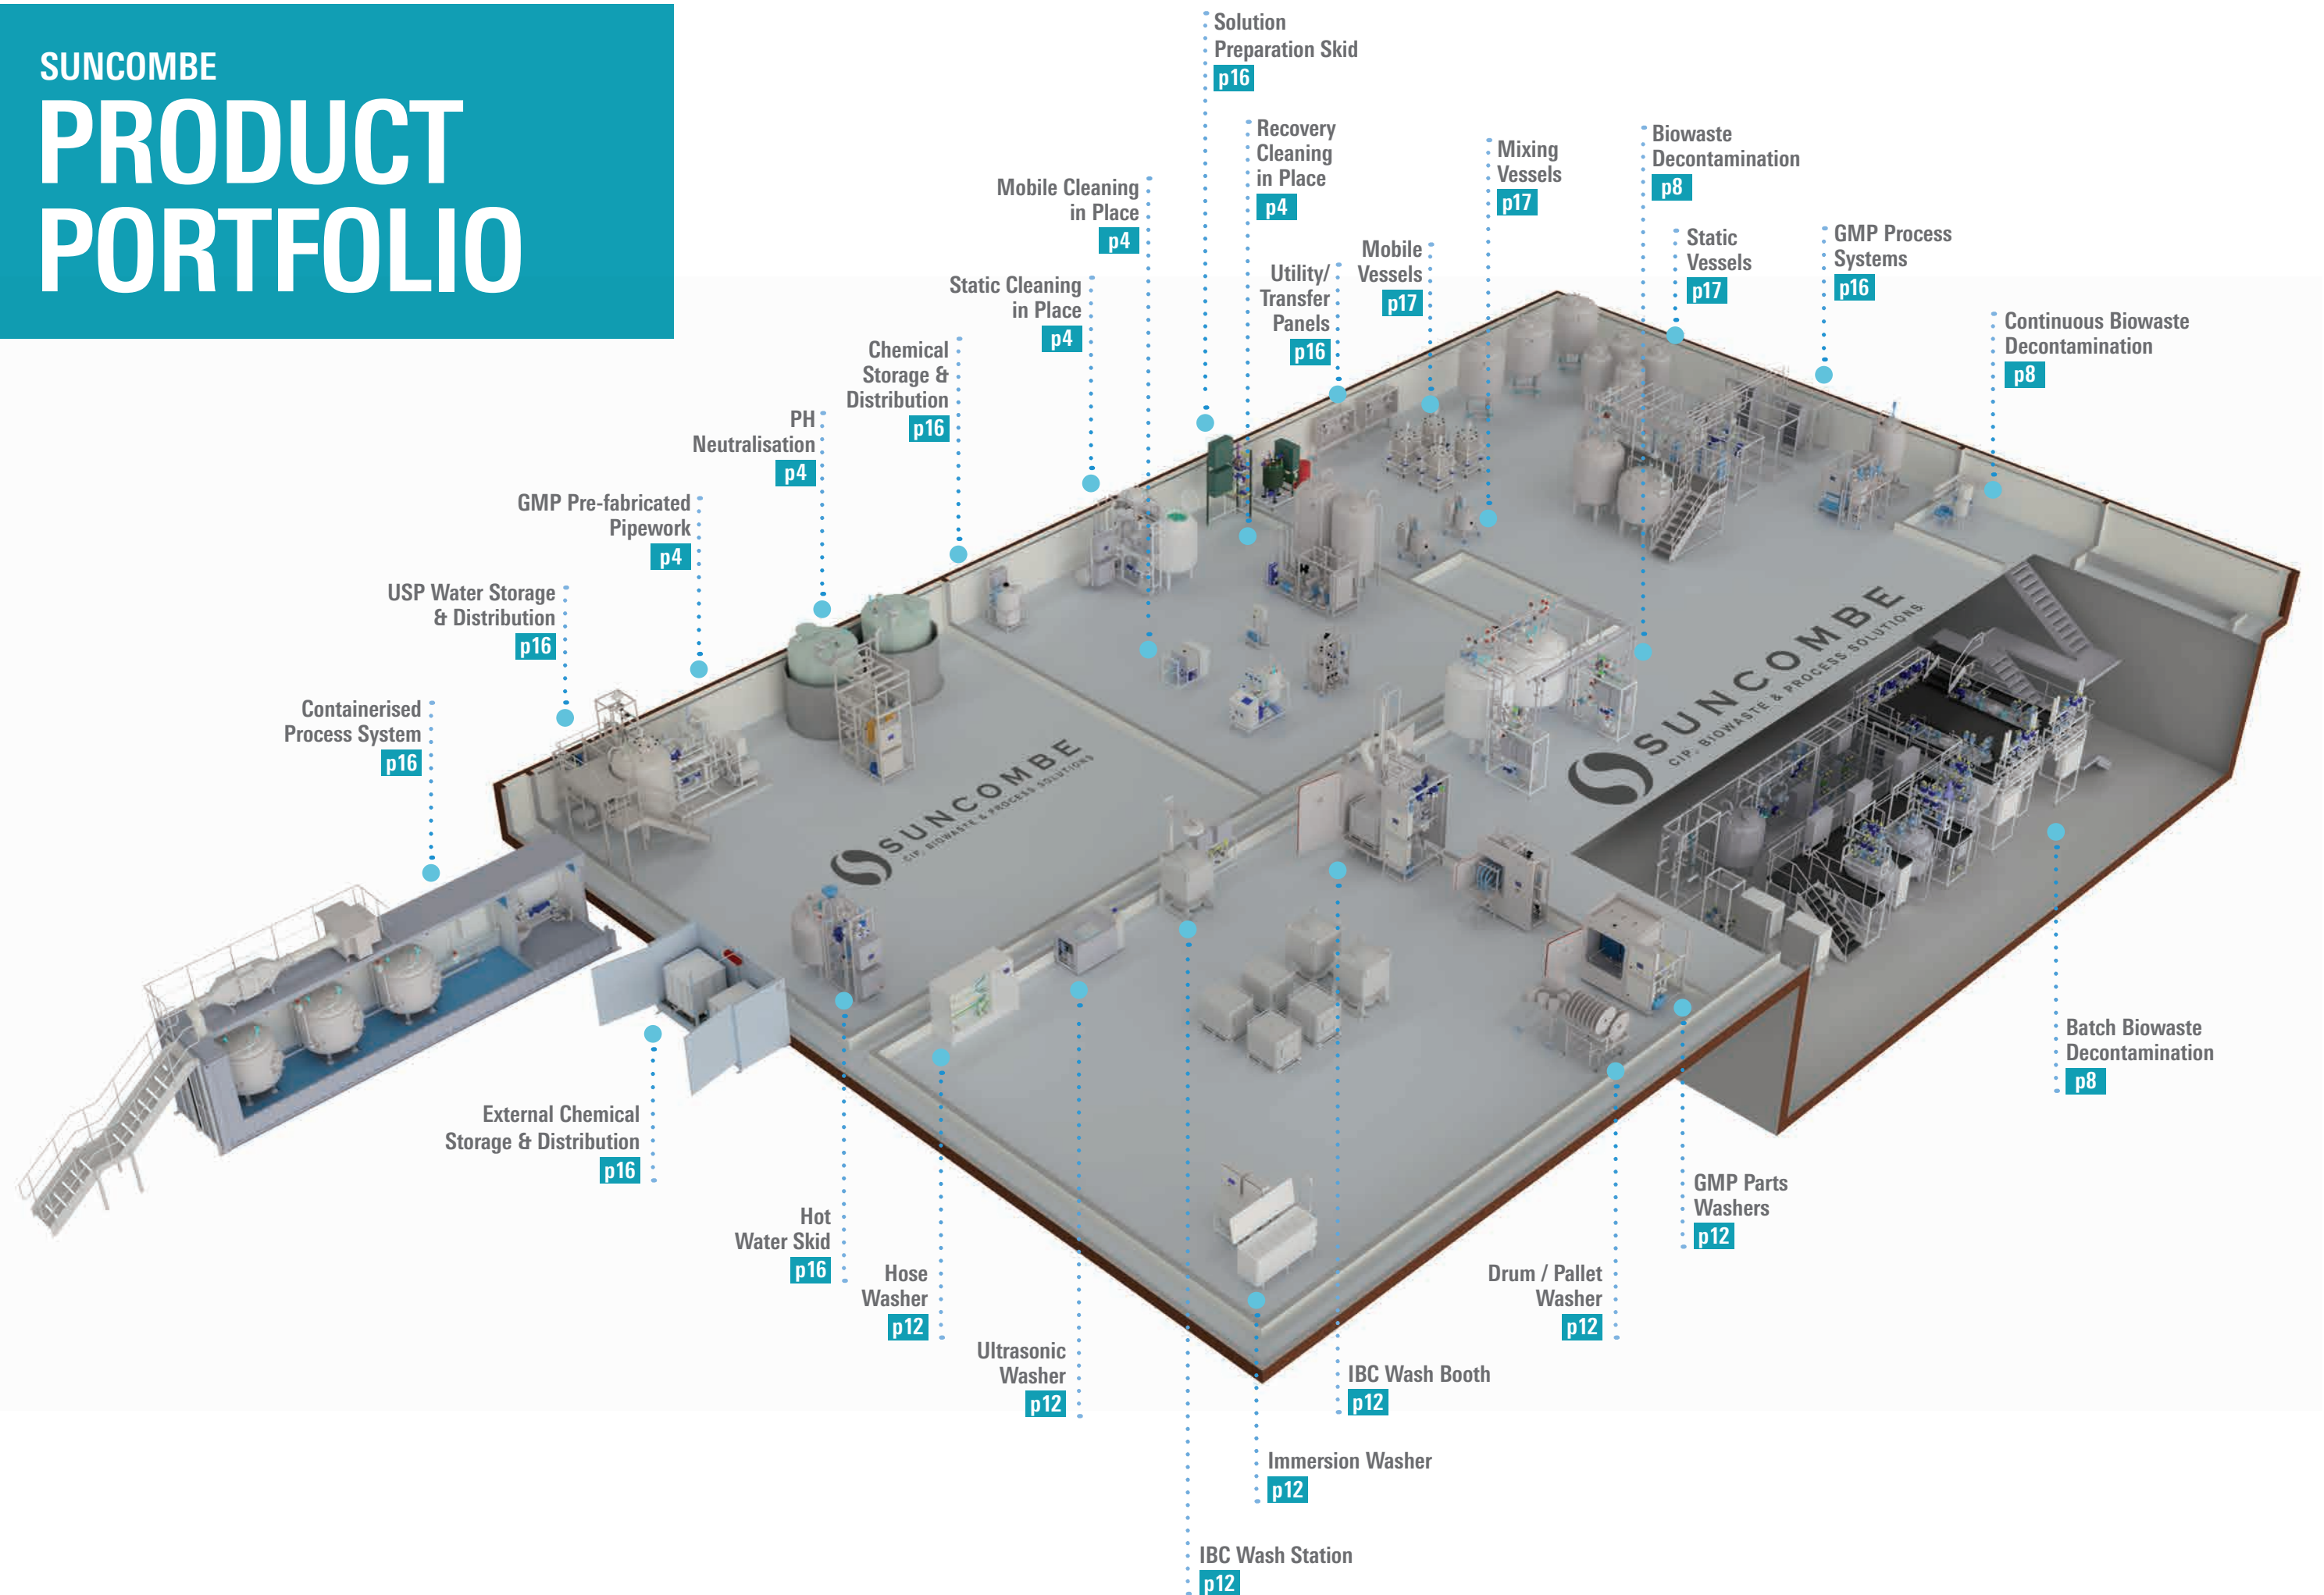 SUNCOMBE
PRODUCT
PORTFOLIO
Solution
Preparation Skid
p16
Recovery
Cleaning
in Place
p4
Mixing
Vessels
p17
Biowaste
Decontamination
p8
Mobile Cleaning
in Place
p4
Static
Vessels
p17
GMP Process
Systems
p16
Mobile
Vessels
p17
Utility/
Transfer
Panels
p16
Static Cleaning
in Place
p4
Continuous Biowaste
Decontamination
p8
Chemical
Storage &
Distribution
p16
PH
Neutralisation
p4
GMP Pre-fabricated
Pipework
p4
USP Water Storage
& Distribution
p16
Containerised
Process System
p16
SUNCOMBE
CIP, BIOWASTE & PROCESS SOLUTIONS
SUNCOMBE
CIP, BIOWASTE & PROCESS SOLUTIONS
Batch Biowaste
Decontamination
p8
External Chemical
Storage & Distribution
p16
GMP Parts
Washers
p12
Hot
Water Skid
p16
Hose
Washer
p12
Drum / Pallet
Washer
p12
Ultrasonic
Washer
p12
IBC Wash Booth
p12
Immersion Washer
p12
IBC Wash Station
p12